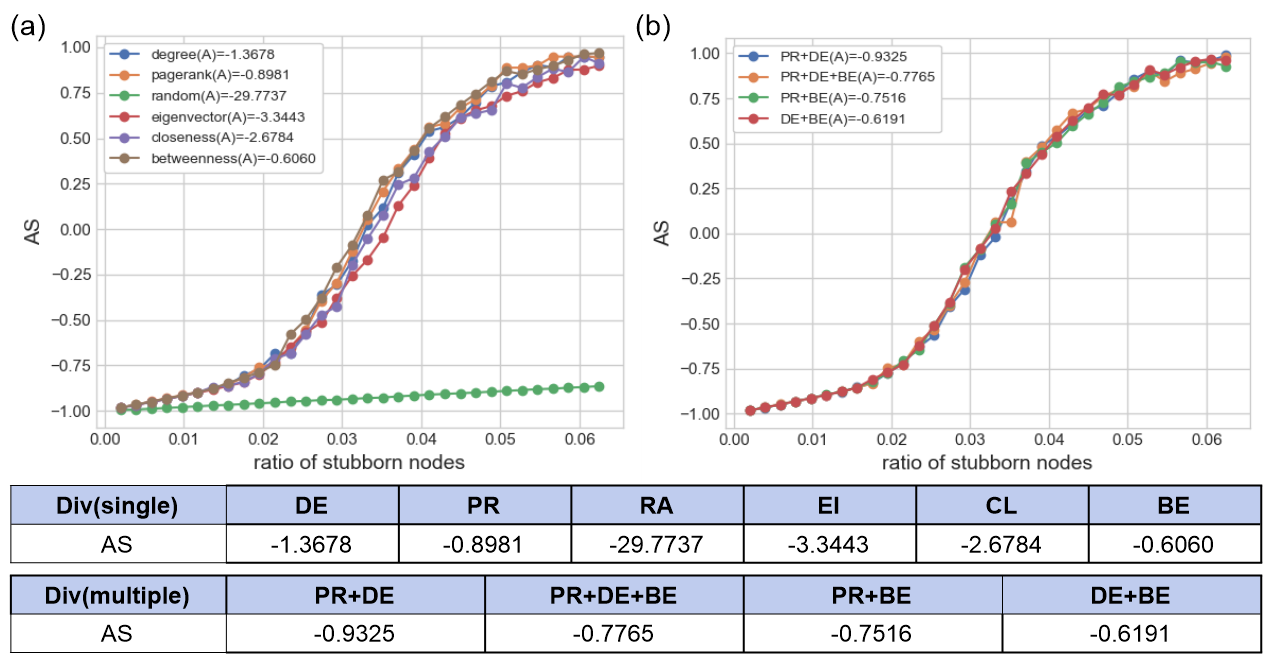 (a)
1.00
0.75
0.50
0.25
0.00
−0.25
−0.50
−0.75
−1.00
AS
degree(A)=-1.3678
pagerank(A)=-0.8981
random(A)=-29.7737
eigenvector(A)=-3.3443
closeness(A)=-2.6784
betweenness(A)=-0.6060
0.00 0.01 0.02 0.03 0.04 0.05 0.06
ratio of stubborn nodes
(b)
1.00
0.75
0.50
0.25
0.00
−0.25
−0.50
−0.75
−1.00
AS
PR+DE(A)=-0.9325
PR+DE+BE(A)=-0.7765
PR+BE(A)=-0.7516
DE+BE(A)=-0.6191
0.00 0.01 0.02 0.03 0.04 0.05 0.06
ratio of stubborn nodes
Div(single) DE PR RA EI CL BE
AS -1.3678 -0.8981 -29.7737 -3.3443 -2.6784 -0.6060
Div(multiple) PR+DE PR+DE+BE PR+BE DE+BE
AS -0.9325 -0.7765 -0.7516 -0.6191